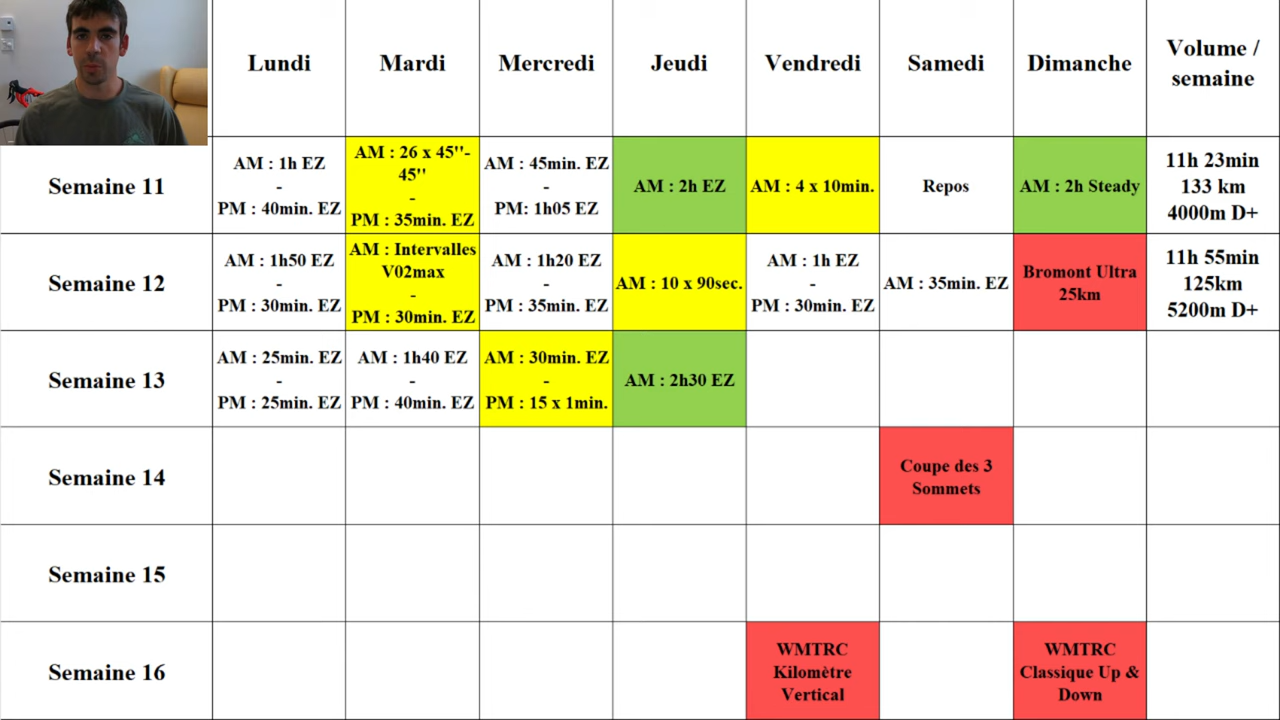 Lundi
Mardi
Mercredi
Jeudi
Vendredi
Samedi
Dimanche
Volume /
semaine
Semaine 11
AM : 1h EZ
-
PM : 40min. EZ
AM : 26 x 45''-
45''
-
PM : 35min. EZ
AM : 45min. EZ
-
PM: 1h05 EZ
AM : 2h EZ
AM : 4 x 10min.
Repos
AM : 2h Steady
11h 23min
133 km
4000m D+
Semaine 12
AM : 1h50 EZ
-
PM : 30min. EZ
AM : Intervalles
V02max
-
PM : 30min. EZ
AM : 1h20 EZ
-
PM : 35min. EZ
AM : 10 x 90sec.
AM : 1h EZ
-
PM : 30min. EZ
AM : 35min. EZ
Bromont Ultra
25km
11h 55min
125km
5200m D+
Semaine 13
AM : 25min. EZ
-
PM : 25min. EZ
AM : 1h40 EZ
-
PM : 40min. EZ
AM : 30min. EZ
-
PM : 15 x 1min.
AM : 2h30 EZ
Semaine 14
Coupe des 3
Sommets
Semaine 15
Semaine 16
WMTRC
Kilomètre
Vertical
WMTRC
Classique Up &
Down